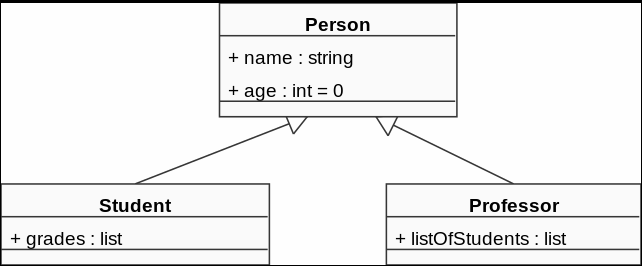 Person
+ name : string
+ age : int = 0
Student
+ grades : list
Professor
+ listOfStudents : list